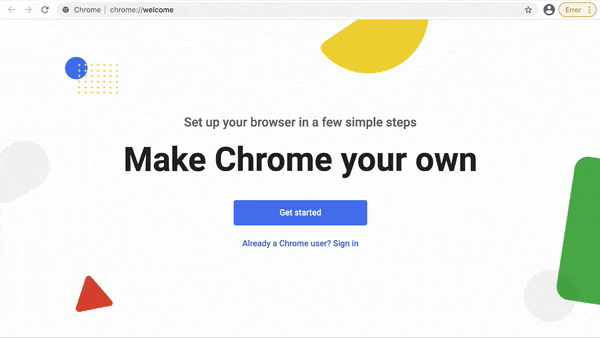 Chrome | chrome://welcome
Error
Set up your browser in a few simple steps
Make Chrome your own
Get started
Already a Chrome user? Sign in